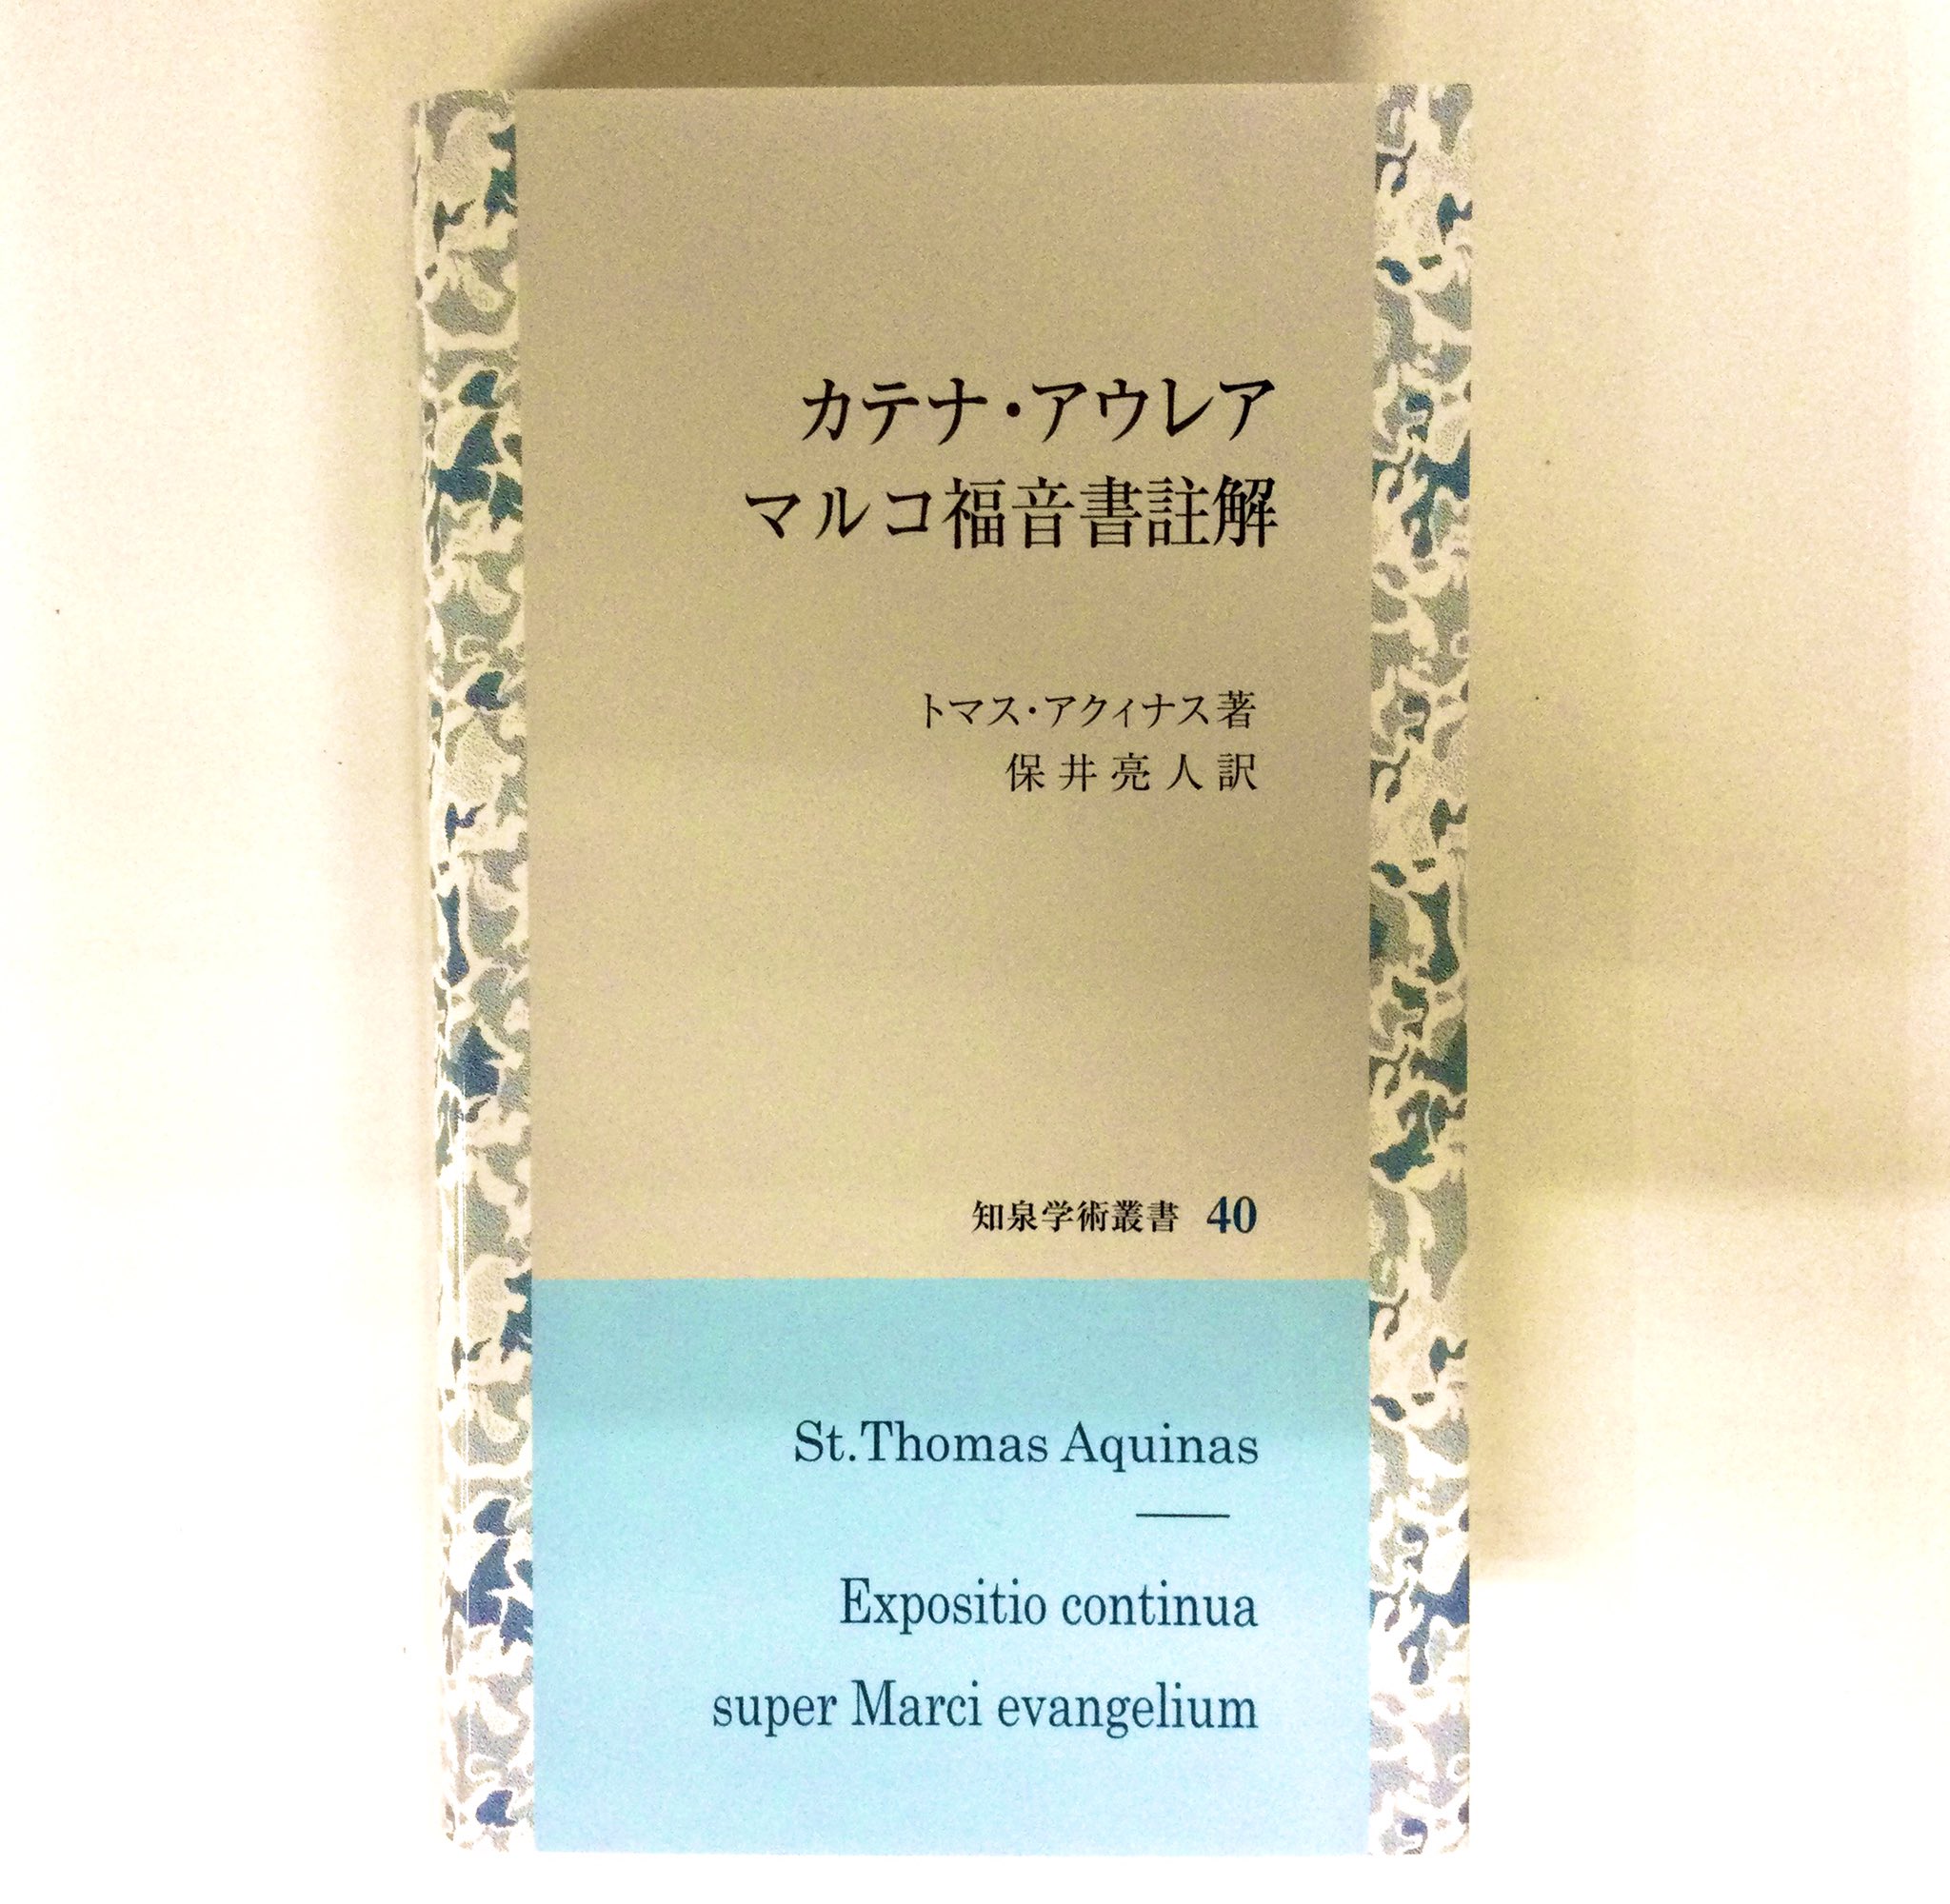 カテナ・アウレア
マルコ福音書註解
トマス・アクィナス著
保井亮人訳
知泉学術叢書 40
St.Thomas Aquinas
Expositio continua
super Marci evangelium